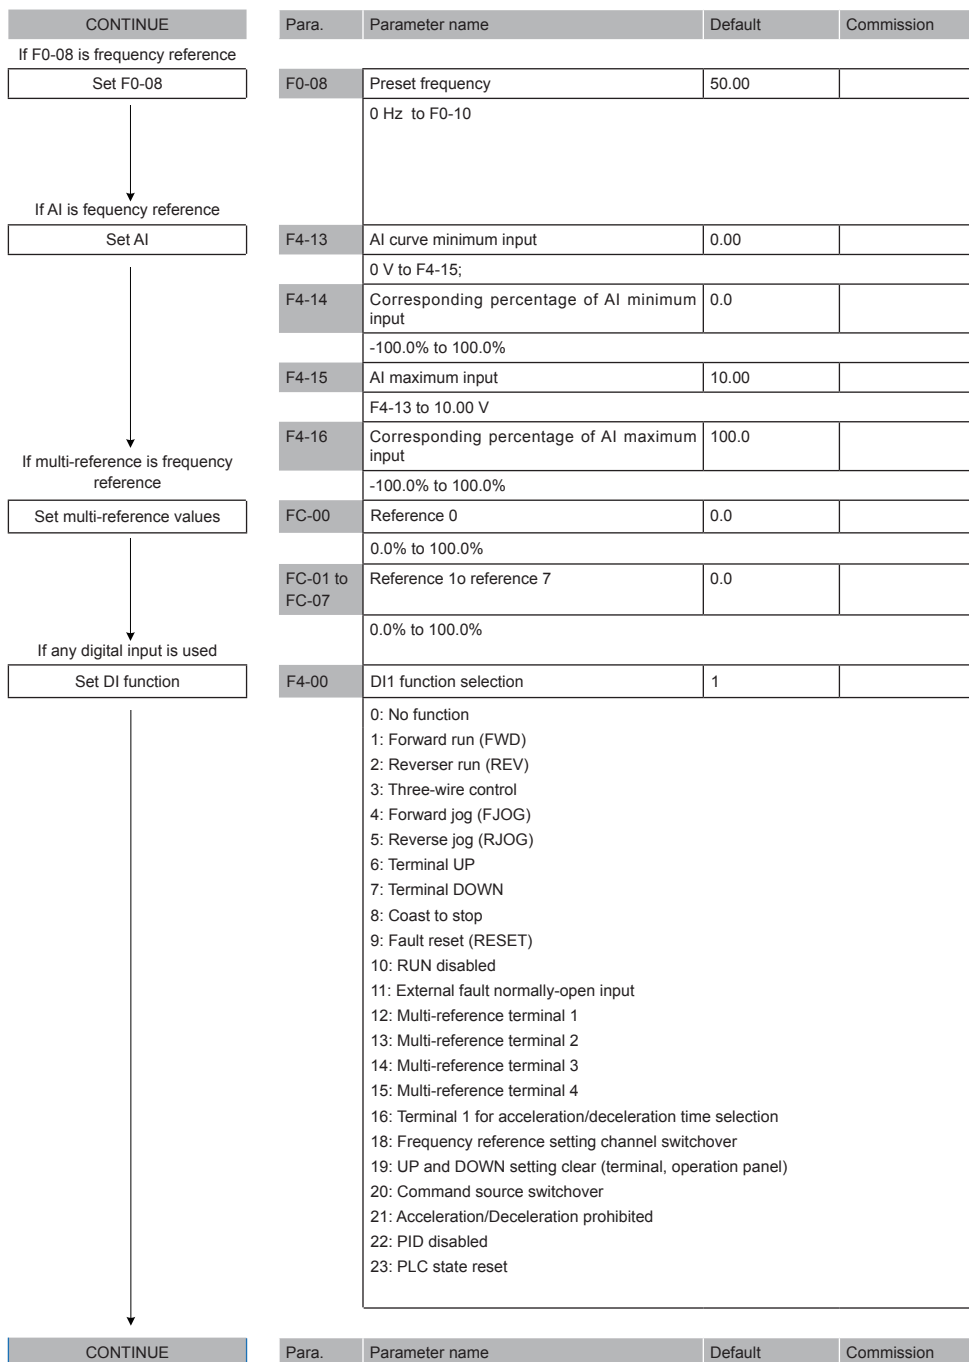 CONTINUE Para. Parameter name Default Commission
If F0-08 is frequency reference
Set F0-08 F0-08 Preset frequency 50.00
0 Hz to F0-10
If AI is fequency reference
Set AI F4-13 AI curve minimum input 0.00
0 V to F4-15;
F4-14 Corresponding percentage of AI minimum 0.0
input
-100.0% to 100.0%
F4-15 AI maximum input 10.00
F4-13 to 10.00 V
F4-16 Corresponding percentage of AI maximum 100.0
input
If multi-reference is frequency
reference
-100.0% to 100.0%
Set multi-reference values FC-00 Reference 0 0.0
0.0% to 100.0%
FC-01 to Reference 1o reference 7 0.0
FC-07
0.0% to 100.0%
If any digital input is used
Set DI function F4-00 DI1 function selection 1
0: No function
1: Forward run (FWD)
2: Reverser run (REV)
3: Three-wire control
4: Forward jog (FJOG)
5: Reverse jog (RJOG)
6: Terminal UP
7: Terminal DOWN
8: Coast to stop
9: Fault reset (RESET)
10: RUN disabled
11: External fault normally-open input
12: Multi-reference terminal 1
13: Multi-reference terminal 2
14: Multi-reference terminal 3
15: Multi-reference terminal 4
16: Terminal 1 for acceleration/deceleration time selection
18: Frequency reference setting channel switchover
19: UP and DOWN setting clear (terminal, operation panel)
20: Command source switchover
21: Acceleration/Deceleration prohibited
22: PID disabled
23: PLC state reset
CONTINUE Para. Parameter name Default Commission